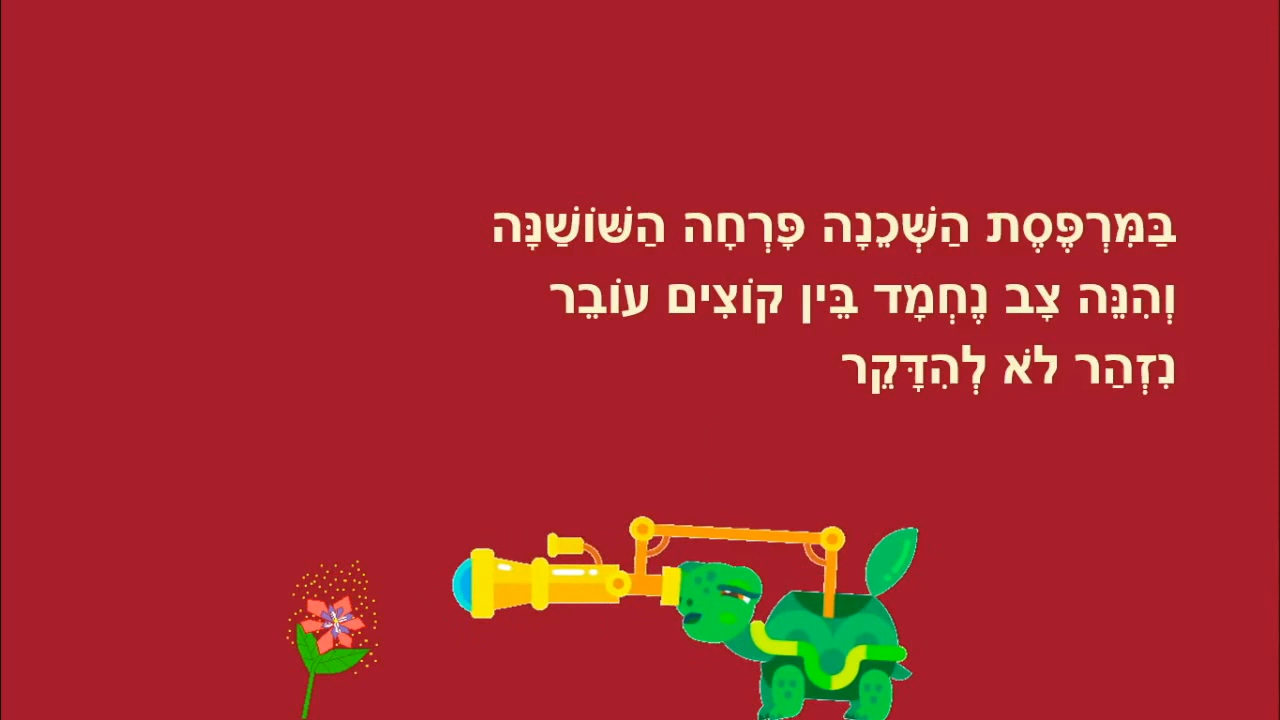 בַּמִּרְפֶּסֶת הַשְּׁכֵנָה פָּרְחָה הַשּׁוֹשַׁנָּה
וְהִנֵּה צָב נֶחְמָד בֵּין קוֹצִים עוֹבֵר
נִזְהַר לֹא לְהִדָּקֵר